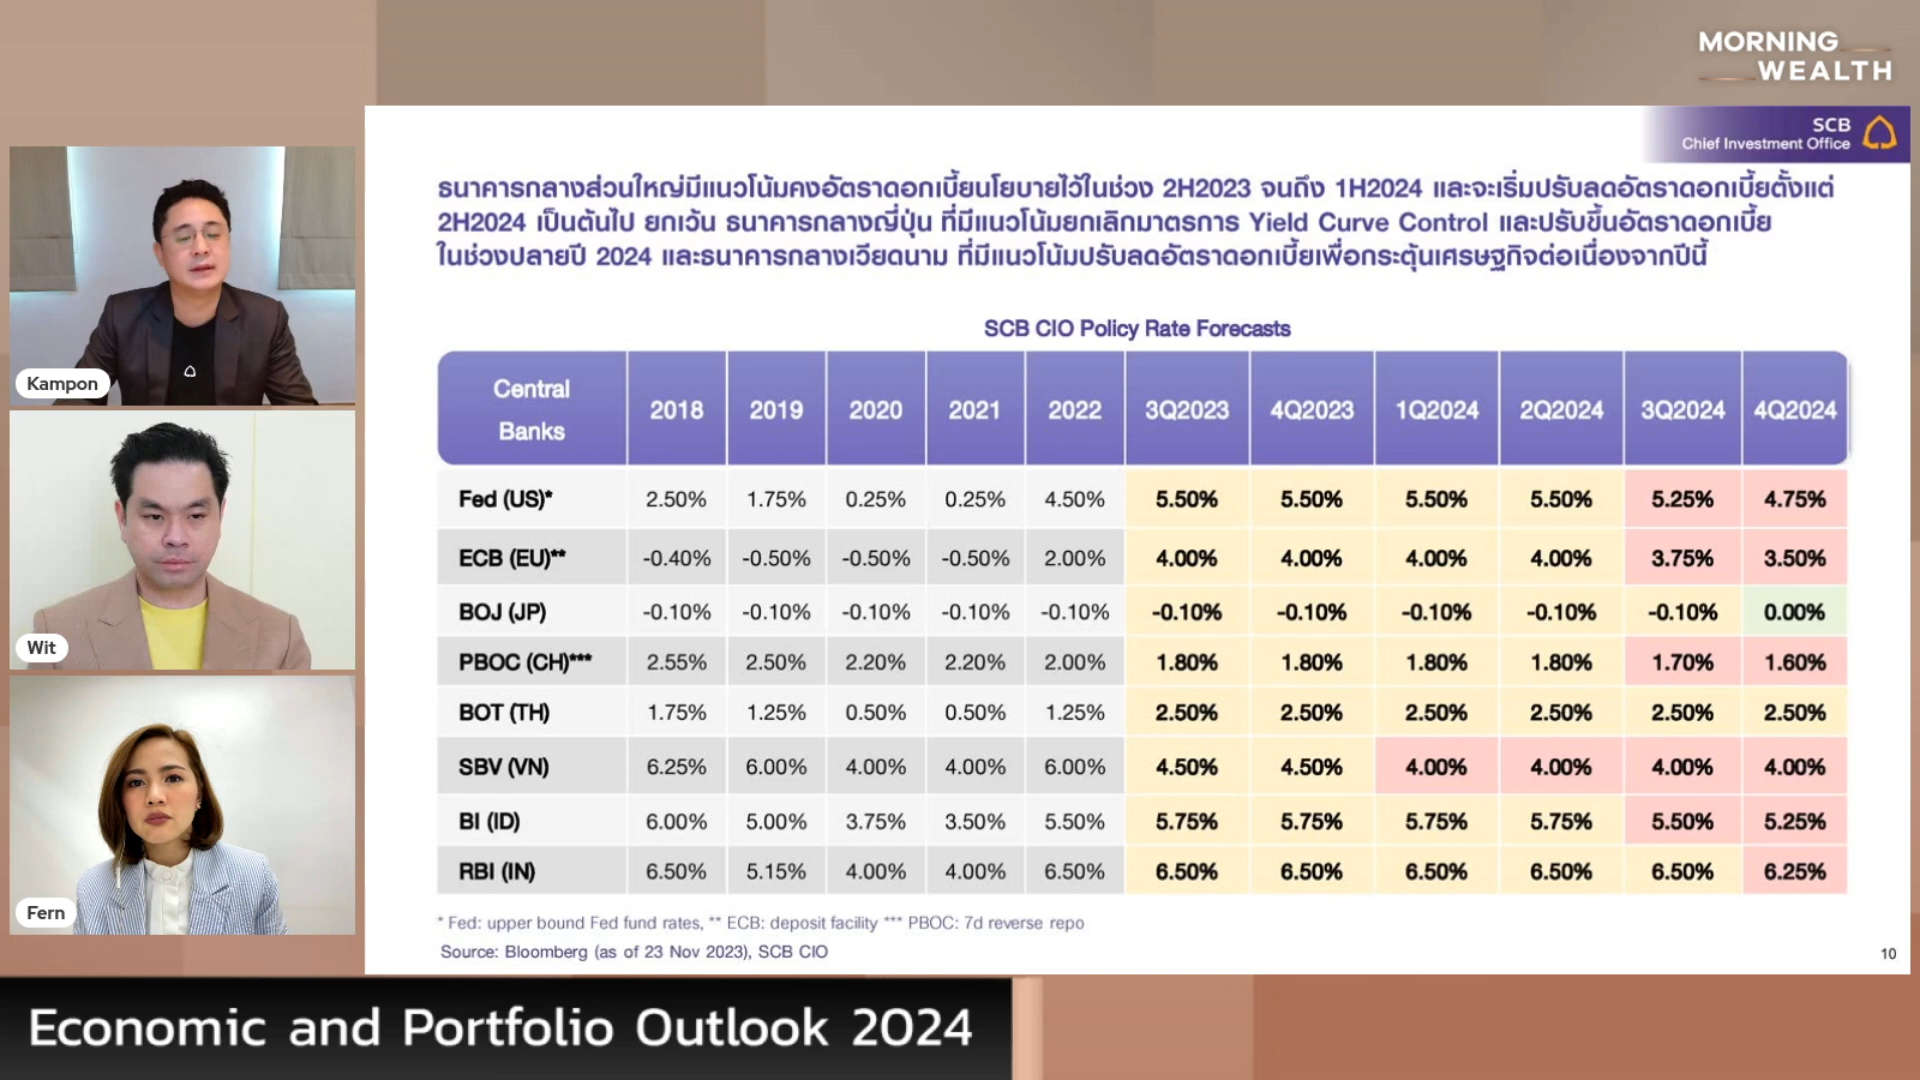 MORNING
WEALTH
SCB
Chief Investment Office
ธนาคารกลางส่วนใหญ่มีแนวโน้มคงอัตราดอกเบี้ยนโยบายไว้ในช่วง 2H2023 จนถึง 1H2024 และจะเริ่มปรับลดอัตราดอกเบี้ยตั้งแต่
2H2024 เป็นต้นไป ยกเว้น ธนาคารกลางญี่ปุ่น ที่มีแนวโน้มยกเลิกมาตรการ Yield Curve Control และปรับขึ้นอัตราดอกเบี้ย
ในช่วงปลายปี 2024 และธนาคารกลางเวียดนาม ที่มีแนวโน้มปรับลดอัตราดอกเบี้ยเพื่อกระตุ้นเศรษฐกิจต่อเนื่องจากปีนี้
SCB CIO Policy Rate Forecasts
Central Banks 2018 2019 2020 2021 2022 3Q2023 4Q2023 1Q2024 2Q2024 3Q2024 4Q2024
Fed (US)* 2.50% 1.75% 0.25% 0.25% 4.50% 5.50% 5.50% 5.50% 5.50% 5.25% 4.75%
ECB (EU)** -0.40% -0.50% -0.50% -0.50% 2.00% 4.00% 4.00% 4.00% 4.00% 3.75% 3.50%
BOJ (JP) -0.10% -0.10% -0.10% -0.10% -0.10% -0.10% -0.10% -0.10% -0.10% -0.10% 0.00%
PBOC (CH)*** 2.55% 2.50% 2.20% 2.20% 2.00% 1.80% 1.80% 1.80% 1.80% 1.70% 1.60%
BOT (TH) 1.75% 1.25% 0.50% 0.50% 1.25% 2.50% 2.50% 2.50% 2.50% 2.50% 2.50%
SBV (VN) 6.25% 6.00% 4.00% 4.00% 6.00% 4.50% 4.50% 4.00% 4.00% 4.00% 4.00%
BI (ID) 6.00% 5.00% 3.75% 3.50% 5.50% 5.75% 5.75% 5.75% 5.75% 5.50% 5.25%
RBI (IN) 6.50% 5.15% 4.00% 4.00% 6.50% 6.50% 6.50% 6.50% 6.50% 6.50% 6.25%
* Fed: upper bound Fed fund rates, ** ECB: deposit facility *** PBOC: 7d reverse repo
Source: Bloomberg (as of 23 Nov 2023), SCB CIO
10
Kampon
Wit
Fern
Economic and Portfolio Outlook 2024